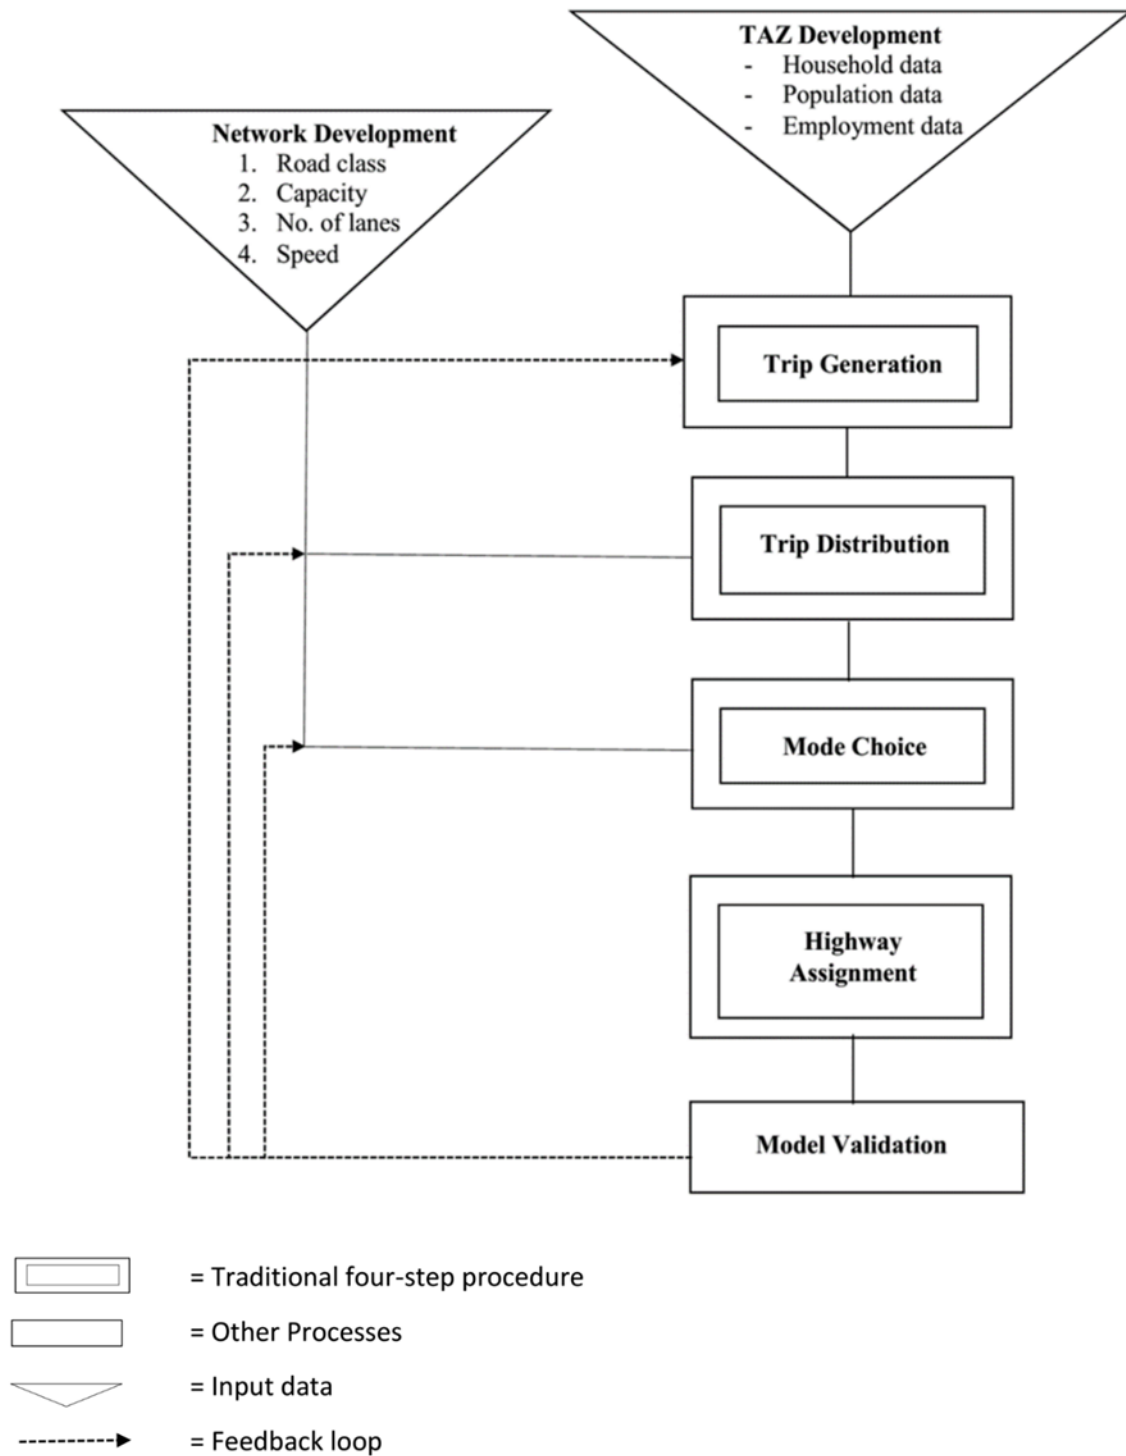 TAZ Development
- Household data
- Population data
- Employment data
Network Development
1. Road class
2. Capacity
3. No. of lanes
4. Speed
Trip Generation
Trip Distribution
Mode Choice
Highway
Assignment
Model Validation
= Traditional four-step procedure
= Other Processes
= Input data
= Feedback loop